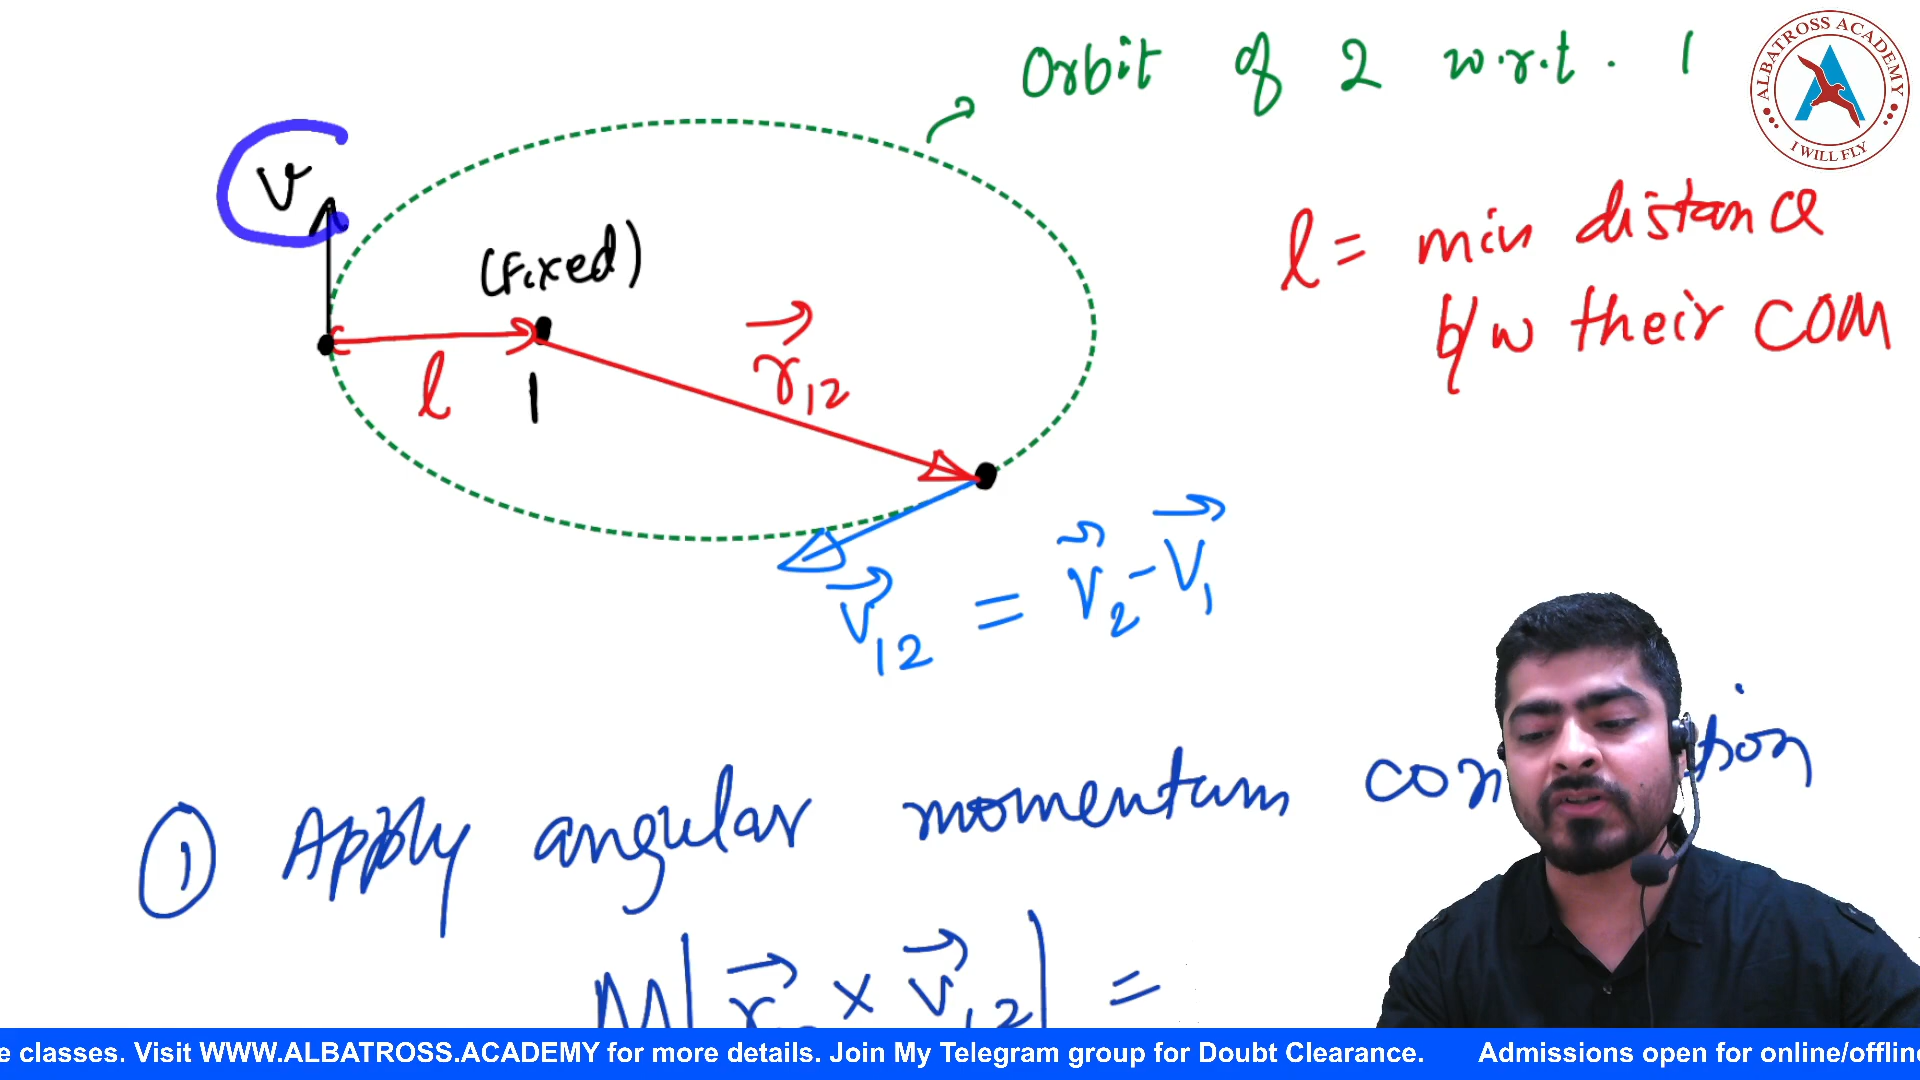 Orbit of 2 w.r.t. 1
ALBATROSS ACADEMY
I WILL FLY
v
(Fixed)
l = min distance
b/w their COM
r12
l
1
v12 = v2 - v1
① Apply angular momentum
M | r × v12 | =
e classes. Visit WWW.ALBATROSS.ACADEMY for more details. Join My Telegram group for Doubt Clearance. Admissions open for online/offline